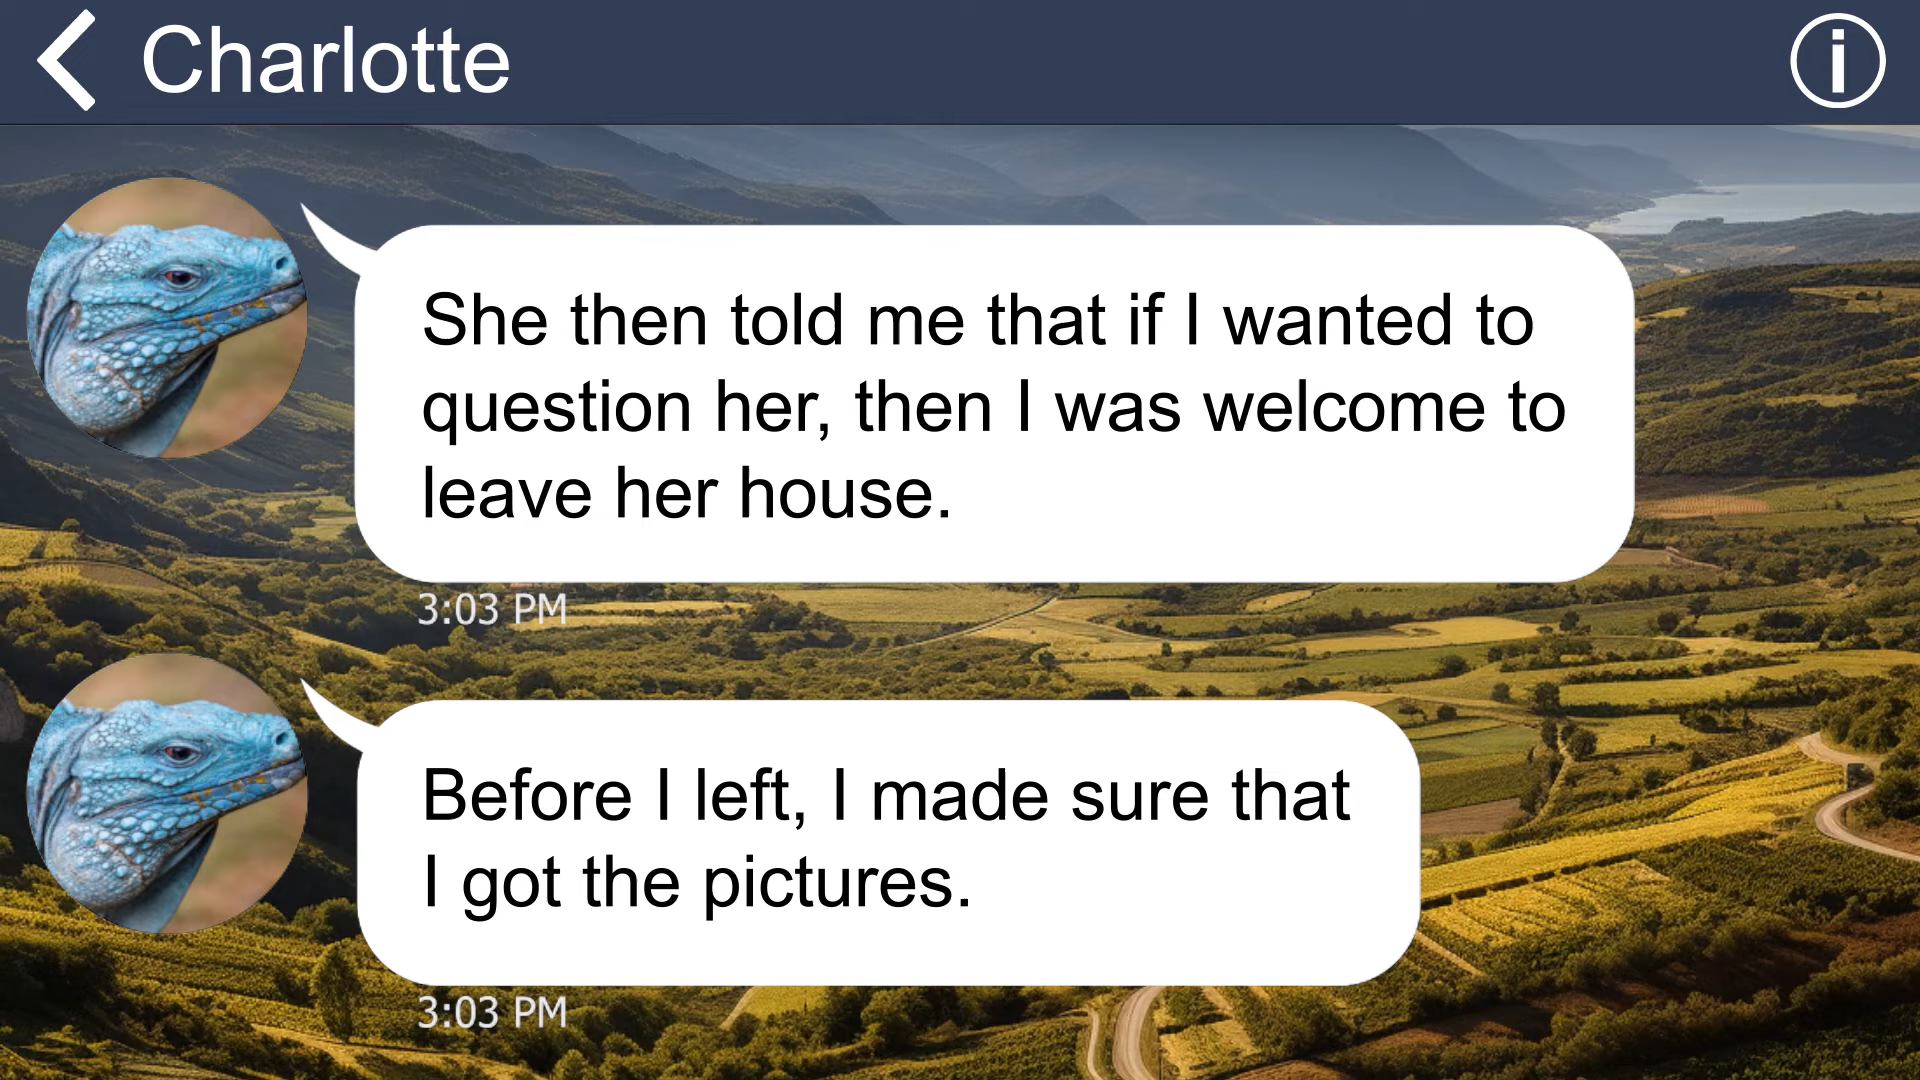 Charlotte
She then told me that if I wanted to
question her, then I was welcome to
leave her house.
3:03 PM
Before I left, I made sure that
I got the pictures.
3:03 PM